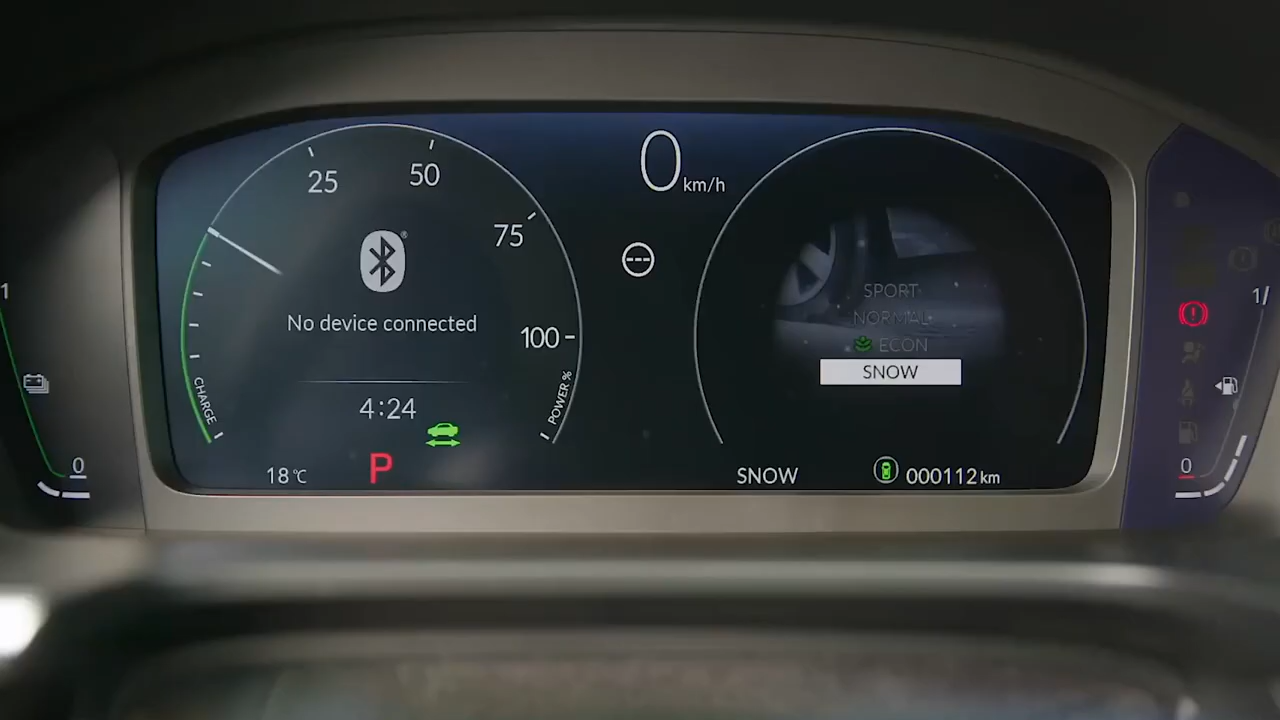 0 km/h
25
50
75
100
CHARGE
POWER %
No device connected
4:24
18°C
P
SPORT
NORMAL
ECON
SNOW
SNOW
000112 km
1
0
1/
0